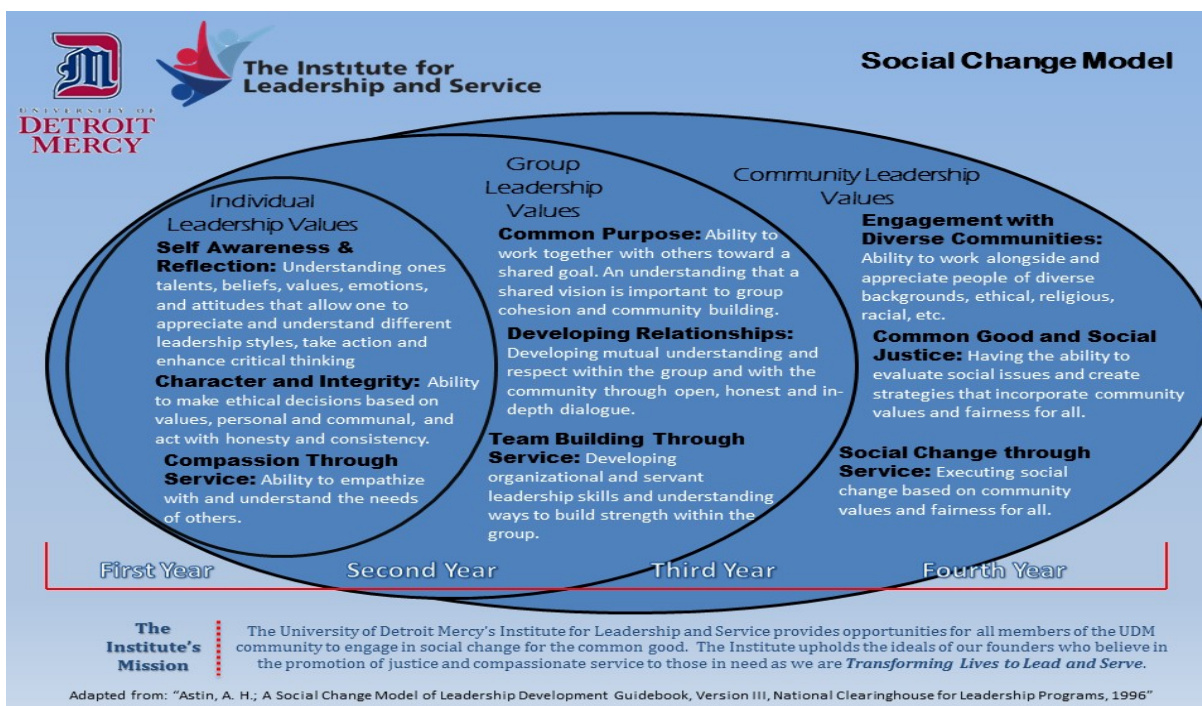 UNIVERSITY OF
DETROIT
MERCY
The Institute for
Leadership and Service
Social Change Model
Individual
Leadership Values
Self Awareness &
Reflection: Understanding ones
talents, beliefs, values, emotions,
and attitudes that allow one to
appreciate and understand different
leadership styles, take action and
enhance critical thinking
Character and Integrity: Ability
to make ethical decisions based on
values, personal and communal, and
act with honesty and consistency.
Compassion Through
Service: Ability to empathize
with and understand the needs
of others.
Group
Leadership
Values
Common Purpose: Ability to
work together with others toward a
shared goal. An understanding that a
shared vision is important to group
cohesion and community building.
Developing Relationships:
Developing mutual understanding and
respect within the group and with the
community through open, honest and in-
depth dialogue.
Team Building Through
Service: Developing
organizational and servant
leadership skills and understanding
ways to build strength within the
group.
Community Leadership
Values
Engagement with
Diverse Communities:
Ability to work alongside and
appreciate people of diverse
backgrounds, ethical, religious,
racial, etc.
Common Good and Social
Justice: Having the ability to
evaluate social issues and create
strategies that incorporate community
values and fairness for all.
Social Change through
Service: Executing social
change based on community
values and fairness for all.
First Year
Second Year
Third Year
Fourth Year
The
Institute's
Mission
The University of Detroit Mercy's Institute for Leadership and Service provides opportunities for all members of the UDM
community to engage in social change for the common good. The Institute upholds the ideals of our founders who believe in
the promotion of justice and compassionate service to those in need as we are Transforming Lives to Lead and Serve.
Adapted from: "Astin, A. H.; A Social Change Model of Leadership Development Guidebook, Version III, National Clearinghouse for Leadership Programs, 1996"